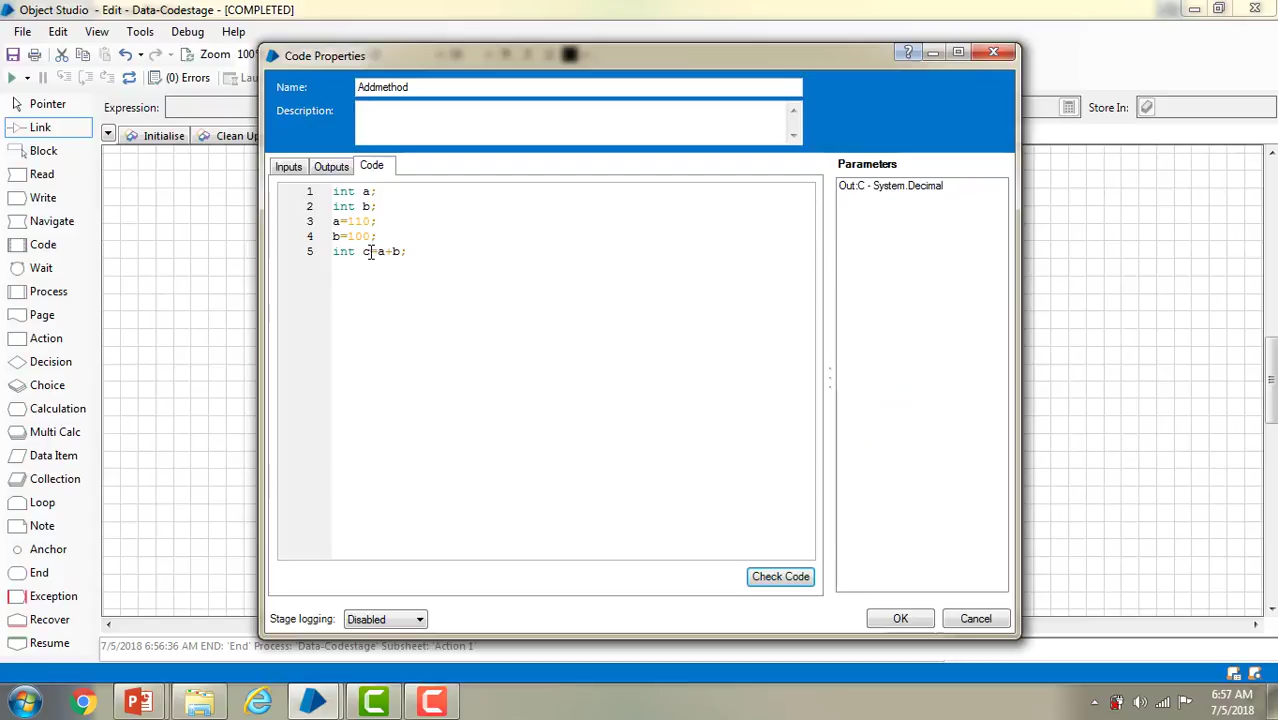 Object Studio - Edit - Data-Codestage - [COMPLETED]
File Edit View Tools Debug Help
Zoom 100
(0) Errors Lau
Pointer
Link
Block
Read
Write
Navigate
Code
Wait
Process
Page
Action
Decision
Choice
Calculation
Multi Calc
Data Item
Collection
Loop
Note
Anchor
End
Exception
Recover
Resume
Expression:
Store In:
Initialise Clean Up
Code Properties
Name: Addmethod
Description:
Inputs Outputs Code
1 int a;
2 int b;
3 a=110;
4 b=100;
5 int c=a+b;
Parameters
Out:C - System.Decimal
Check Code
Stage logging: Disabled
OK Cancel
7/5/2018 6:56:36 AM END: 'End' Process: 'Data-Codestage' Subsheet: 'Action 1
6:57 AM
7/5/2018